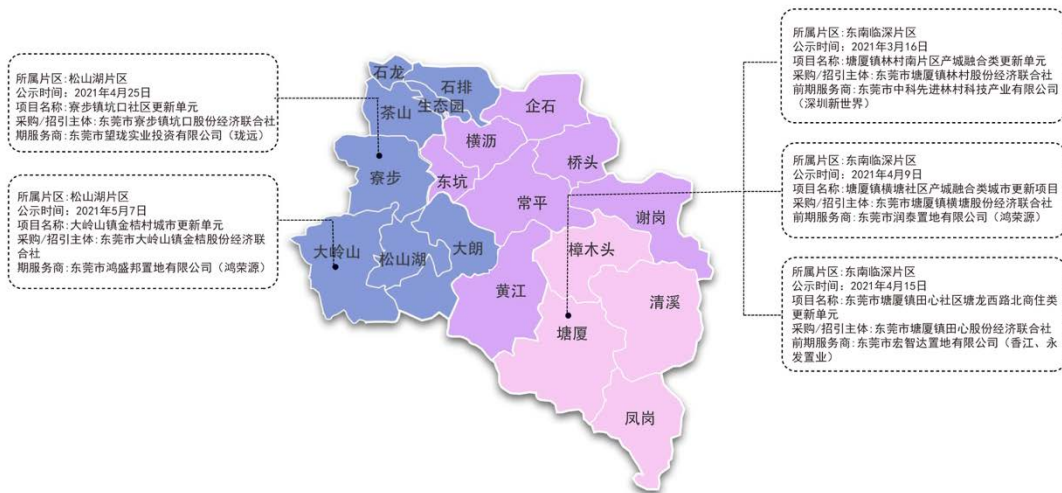 所属片区:松山湖片区
公示时间: 2021年4月25日
项目名称: 寮步镇坑口社区更新单元
采购/招引主体: 东莞市寮步镇坑口股份经济联合社
期服务商:东莞市望珑实业投资有限公司（珑远）
所属片区:松山湖片区
公示时间: 2021年5月7日
项目名称: 大岭山镇金桔村城市更新单元
采购/招引主体:东莞市大岭山镇金桔股份经济联
合社
期服务商:东莞市鸿盛邦置地有限公司（鸿荣源）
石龙
石排
茶山
生态园
企石
横沥
桥头
寮步
东坑
常平
谢岗
大岭山
松山湖
大朗
樟木头
黄江
清溪
塘厦
凤岗
所属片区:东南临深片区
公示时间: 2021年3月16日
项目名称: 塘厦镇林村南片区产城融合类更新单元
采购/招引主体: 东莞市塘厦镇林村股份经济联合社
前期服务商:东莞市中科先进林村科技产业有限公司
（深圳新世界）
所属片区:东南临深片区
公示时间: 2021年4月9日
项目名称:塘厦镇横塘社区产城融合类城市更新项目
采购/招引主体:东莞市塘厦镇横塘股份经济联合社
前期服务商:东莞市润泰置地有限公司（鸿荣源）
所属片区:东南临深片区
公示时间: 2021年4月15日
项目名称: 东莞市塘厦镇田心社区塘龙西路北商住类
更新单元
采购/招引主体: 东莞市塘厦镇田心股份经济联合社
前期服务商:东莞市宏智达置地有限公司（香江、永
发置业）